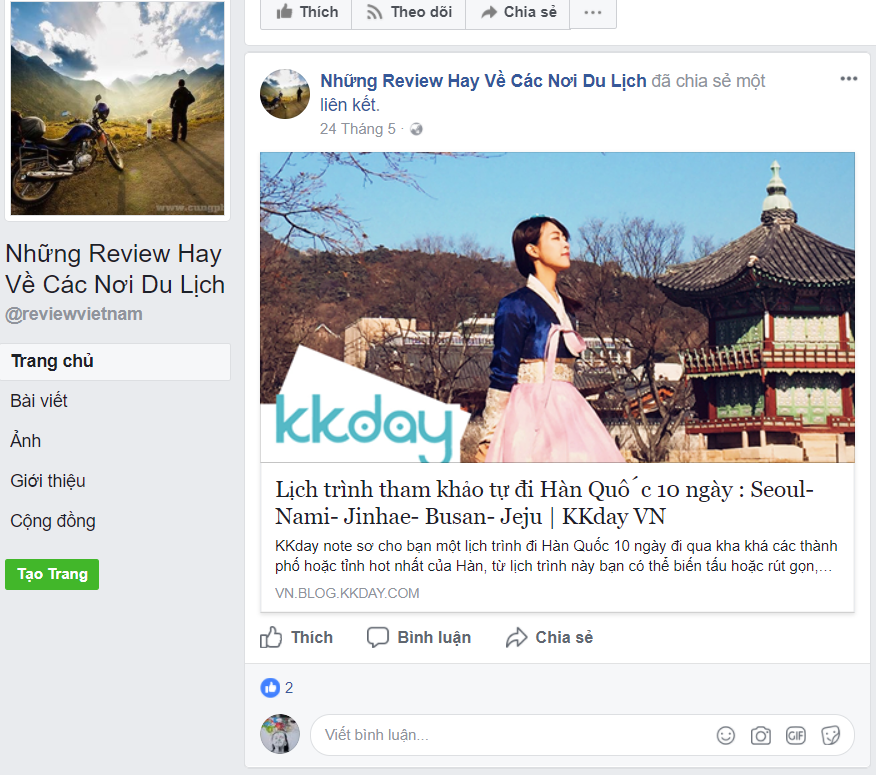 www.cungph
Những Review Hay
Về Các Nơi Du Lịch
@reviewvietnam
Trang chủ
Bài viết
Ảnh
Giới thiệu
Cộng đồng
Tạo Trang
Thích
Theo dõi
Chia sẻ
Những Review Hay Về Các Nơi Du Lịch đã chia sẻ một
liên kết.
24 Tháng 5 ·
kkday
Lịch trình tham khảo tự đi Hàn Quô´c 10 ngày : Seoul-
Nami- Jinhae- Busan- Jeju | KKday VN
KKday note sơ cho bạn một lịch trình đi Hàn Quốc 10 ngày đi qua kha khá các thành
phố hoặc tỉnh hot nhất của Hàn, từ lịch trình này bạn có thể biến tấu hoặc rút gọn,...
VN.BLOG.KKDAY.COM
Thích
Bình luận
Chia sẻ
2
Viết bình luận...
GIF